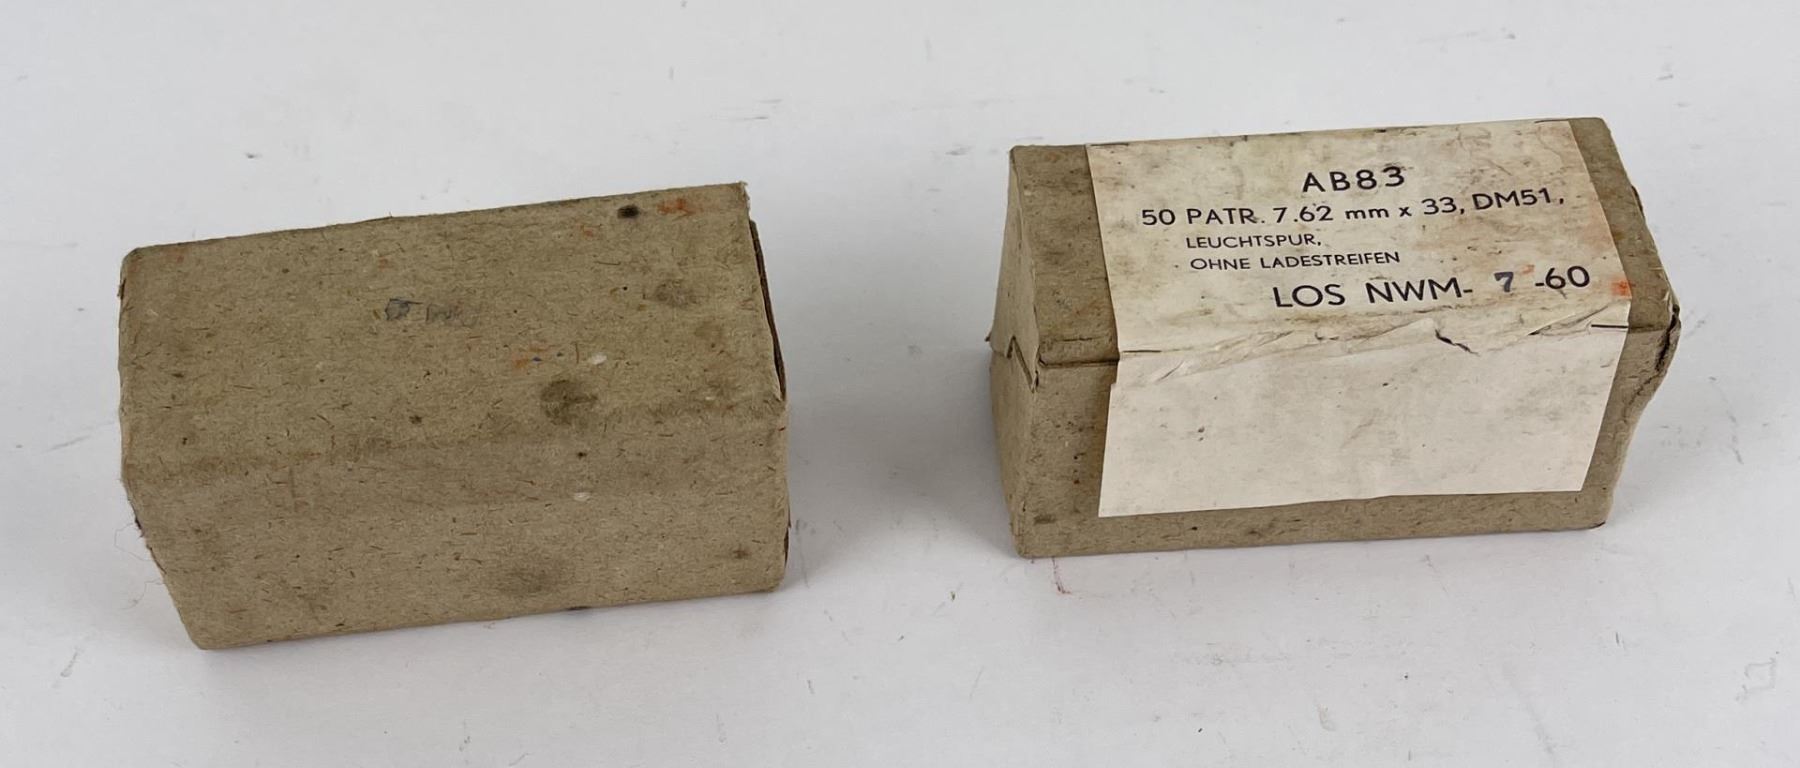 AB83
50 PATR. 7.62 mm x 33, DM51,
LEUCHTSPUR,
OHNE LADESTREIFEN
LOS NWM- 7 -60